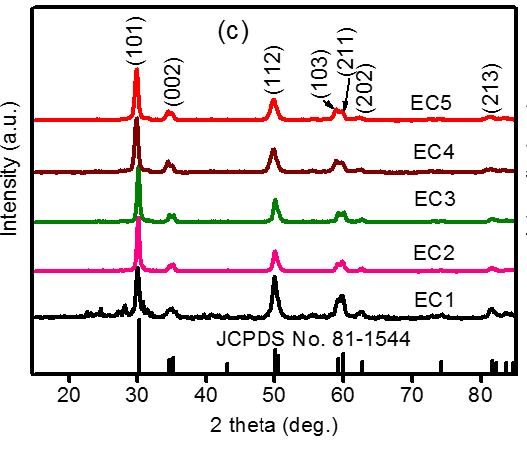 (c)
(101)
(002)
(112)
(103)
(211)
(202)
(213)
EC5
EC4
EC3
EC2
EC1
JCPDS No. 81-1544
Intensity (a.u.)
20 30 40 50 60 70 80
2 theta (deg.)